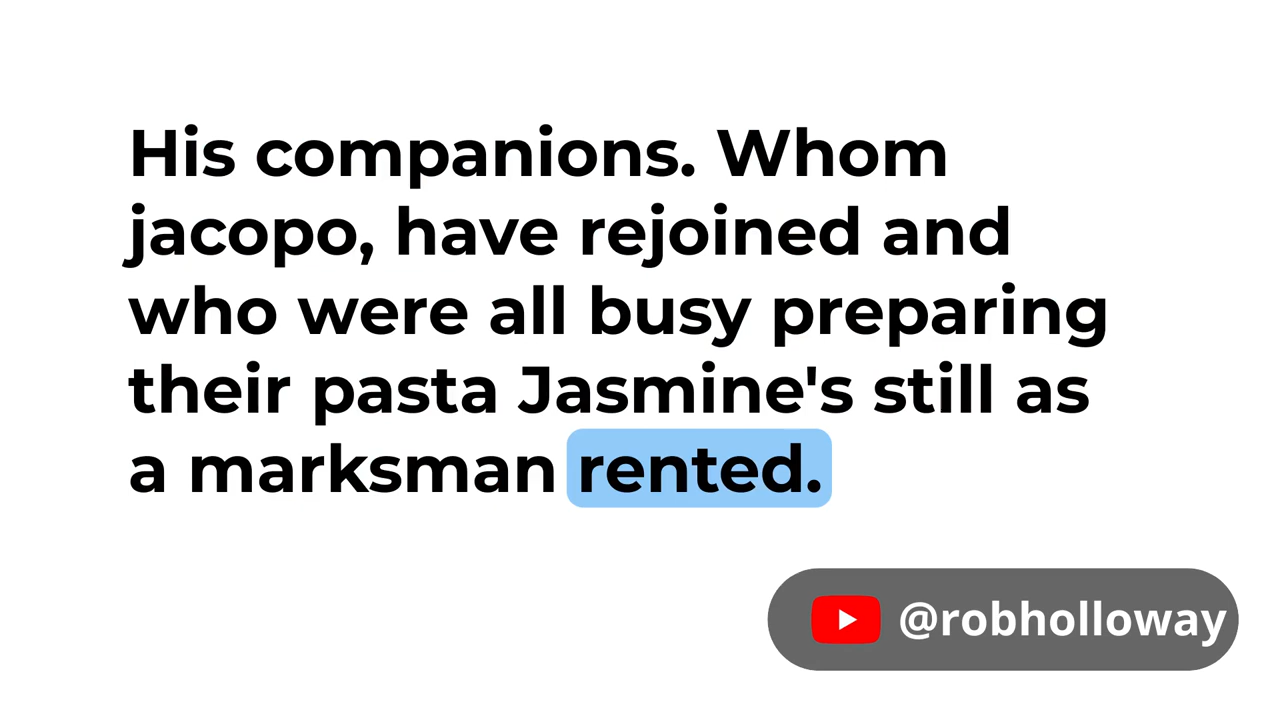 His companions. Whom
jacopo, have rejoined and
who were all busy preparing
their pasta Jasmine's still as
a marksman rented.
@robholloway